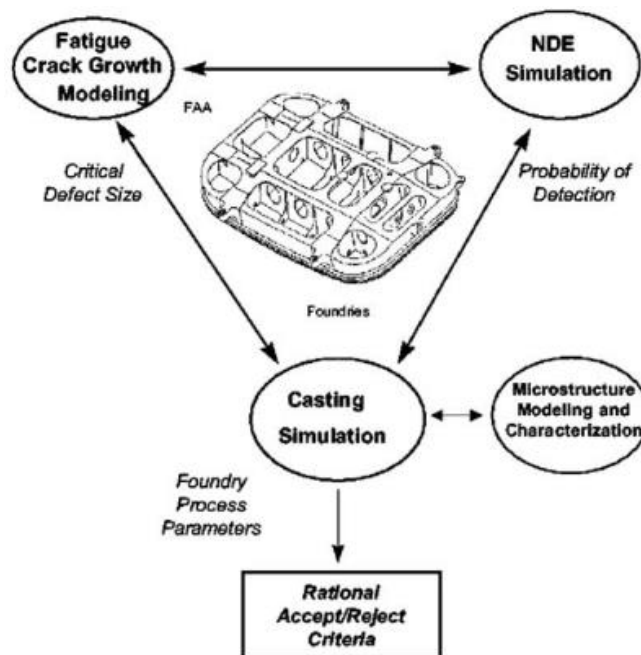 Fatigue
Crack Growth
Modeling
NDE
Simulation
FAA
Critical
Defect Size
Probability of
Detection
Foundries
Casting
Simulation
Microstructure
Modeling and
Characterization
Foundry
Process
Parameters
Rational
Accept/Reject
Criteria